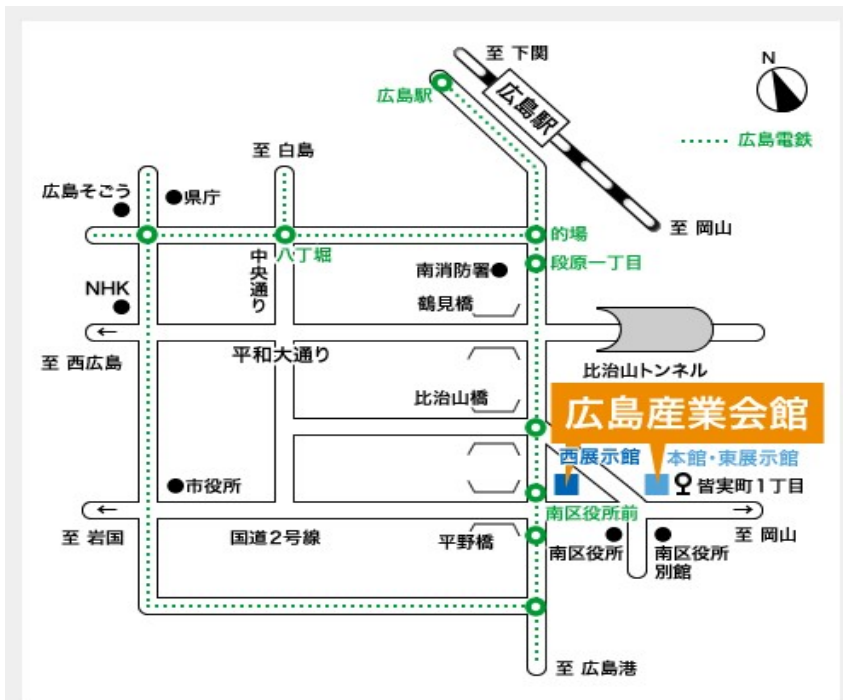 至 下関
N
広島駅
広島駅
広島電鉄
至 白島
広島そごう
県庁
至 岡山
的場
八丁堀
中央通り
南消防署
段原一丁目
NHK
鶴見橋
←
至 西広島
平和大通り
比治山トンネル
比治山橋
広島産業会館
西展示館
本館・東展示館
市役所
皆実町1丁目
←
南区役所前
→
至 岩国
国道2号線
平野橋
南区役所
南区役所
別館
至 岡山
至 広島港